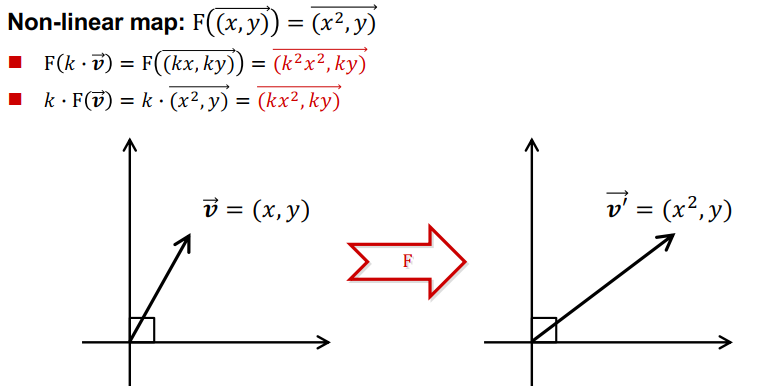 Non-linear map: F((x, y)⃗) = (x², y)⃗
■ F(k · v⃗) = F((kx, ky)⃗) = (k²x², ky)⃗
■ k · F(v⃗) = k · (x², y)⃗ = (kx², ky)⃗
v⃗ = (x, y)
F
v′⃗ = (x², y)